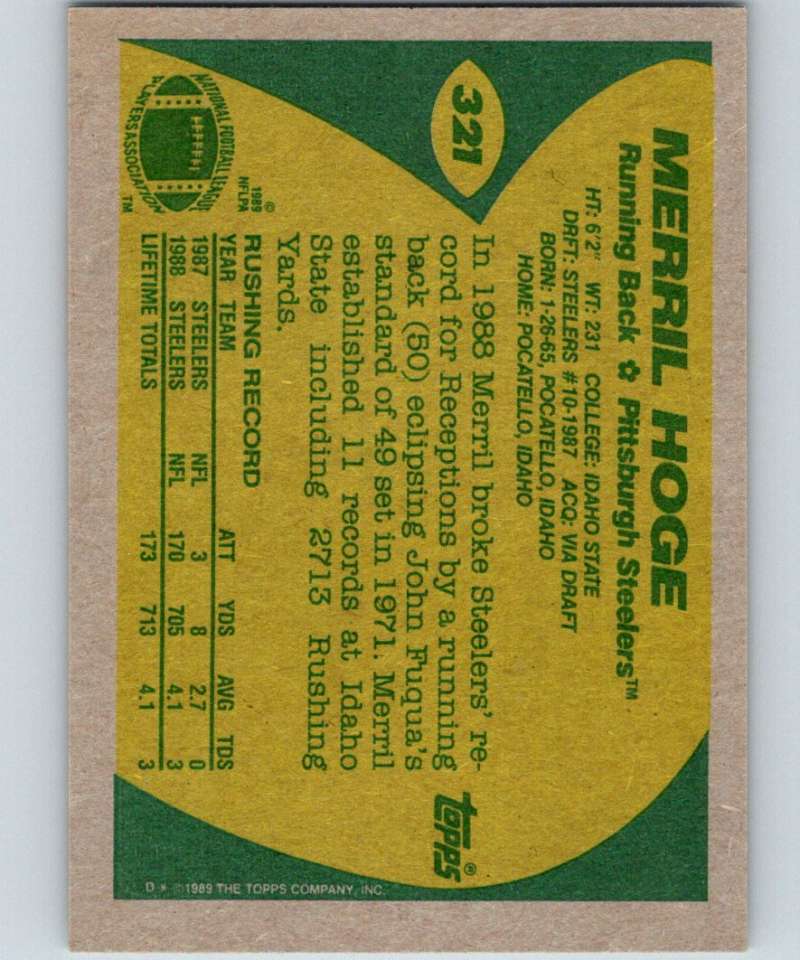 321
MERRIL HOGE
Running Back ✿ Pittsburgh Steelers™
HT: 6'2" WT: 231 COLLEGE: IDAHO STATE
DRFT: STEELERS #10-1987 ACQ: VIA DRAFT
BORN: 1-26-65, POCATELLO, IDAHO
HOME: POCATELLO, IDAHO
In 1988 Merril broke Steelers' re-
cord for Receptions by a running
back (50) eclipsing John Fuqua's
standard of 49 set in 1971. Merril
established 11 records at Idaho
State including 2713 Rushing
Yards.
RUSHING RECORD
YEAR TEAM ATT YDS AVG TDS
1987 STEELERS NFL 3 8 2.7 0
1988 STEELERS NFL 170 705 4.1 3
LIFETIME TOTALS 173 713 4.1 3
NATIONAL FOOTBALL LEAGUE
PLAYERS ASSOCIATION
™
©
1989
NFLPA
topps®
D * ©1989 THE TOPPS COMPANY, INC.